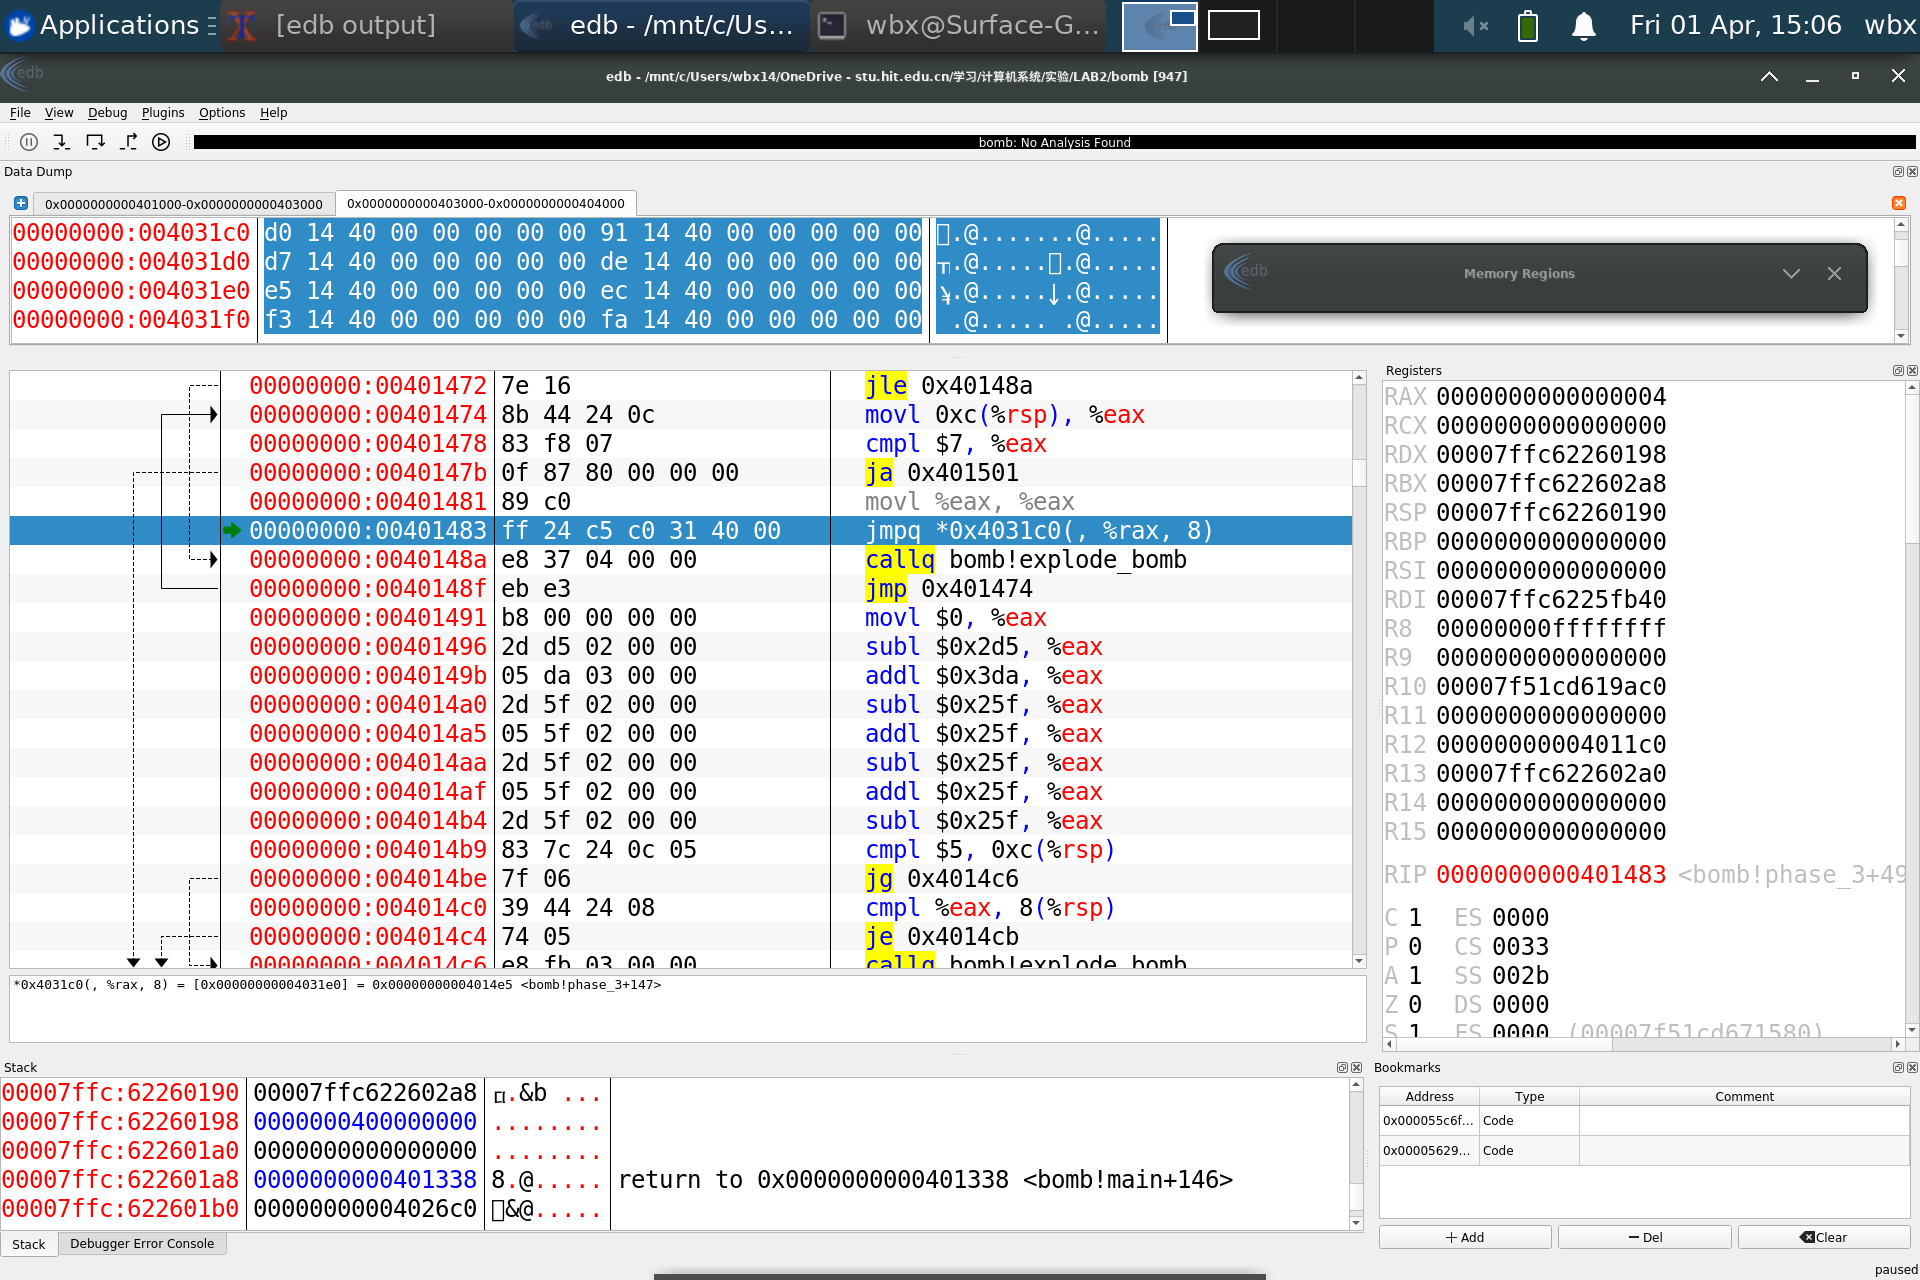 Applications
[edb output]
edb - /mnt/c/Us...
wbx@Surface-G...
Fri 01 Apr, 15:06
wbx
edb
edb - /mnt/c/Users/wbx14/OneDrive - stu.hit.edu.cn/学习/计算机系统/实验/LAB2/bomb [947]
File View Debug Plugins Options Help
bomb: No Analysis Found
Data Dump
0x0000000000401000-0x0000000000403000
0x0000000000403000-0x0000000000404000
00000000:004031c0 d0 14 40 00 00 00 00 00 91 14 40 00 00 00 00 00 .@.......@.....
00000000:004031d0 d7 14 40 00 00 00 00 00 de 14 40 00 00 00 00 00 .@..... .@.....
00000000:004031e0 e5 14 40 00 00 00 00 00 ec 14 40 00 00 00 00 00 .@..... .@.....
00000000:004031f0 f3 14 40 00 00 00 00 00 fa 14 40 00 00 00 00 00 .@..... .@.....
edb
Memory Regions
00000000:00401472 7e 16 jle 0x40148a
00000000:00401474 8b 44 24 0c movl 0xc(%rsp), %eax
00000000:00401478 83 f8 07 cmpl $7, %eax
00000000:0040147b 0f 87 80 00 00 00 ja 0x401501
00000000:00401481 89 c0 movl %eax, %eax
00000000:00401483 ff 24 c5 c0 31 40 00 jmpq *0x4031c0(, %rax, 8)
00000000:0040148a e8 37 04 00 00 callq bomb!explode_bomb
00000000:0040148f eb e3 jmp 0x401474
00000000:00401491 b8 00 00 00 00 movl $0, %eax
00000000:00401496 2d d5 02 00 00 subl $0x2d5, %eax
00000000:0040149b 05 da 03 00 00 addl $0x3da, %eax
00000000:004014a0 2d 5f 02 00 00 subl $0x25f, %eax
00000000:004014a5 05 5f 02 00 00 addl $0x25f, %eax
00000000:004014aa 2d 5f 02 00 00 subl $0x25f, %eax
00000000:004014af 05 5f 02 00 00 addl $0x25f, %eax
00000000:004014b4 2d 5f 02 00 00 subl $0x25f, %eax
00000000:004014b9 83 7c 24 0c 05 cmpl $5, 0xc(%rsp)
00000000:004014be 7f 06 jg 0x4014c6
00000000:004014c0 39 44 24 08 cmpl %eax, 8(%rsp)
00000000:004014c4 74 05 je 0x4014cb
00000000:004014c6 e8 fb 03 00 00 callq bomb!explode_bomb
*0x4031c0(, %rax, 8) = [0x00000000004031e0] = 0x00000000004014e5 <bomb!phase_3+147>
Registers
RAX 0000000000000004
RCX 0000000000000000
RDX 00007ffc62260198
RBX 00007ffc622602a8
RSP 00007ffc62260190
RBP 0000000000000000
RSI 0000000000000000
RDI 00007ffc6225fb40
R8 00000000ffffffff
R9 0000000000000000
R10 00007f51cd619ac0
R11 0000000000000000
R12 00000000004011c0
R13 00007ffc622602a0
R14 0000000000000000
R15 0000000000000000
RIP 0000000000401483 <bomb!phase_3+49
C 1 ES 0000
P 0 CS 0033
A 1 SS 002b
Z 0 DS 0000
S 1 FS 0000 (00007f51cd671580)
Stack
00007ffc:62260190 00007ffc622602a8 .&b ...
00007ffc:62260198 0000000400000000 ........
00007ffc:622601a0 0000000000000000 ........
00007ffc:622601a8 0000000000401338 8.@..... return to 0x0000000000401338 <bomb!main+146>
00007ffc:622601b0 00000000004026c0 &@.....
Stack
Debugger Error Console
Bookmarks
Address Type Comment
0x000055c6f... Code
0x00005629... Code
Add
Del
Clear
paused